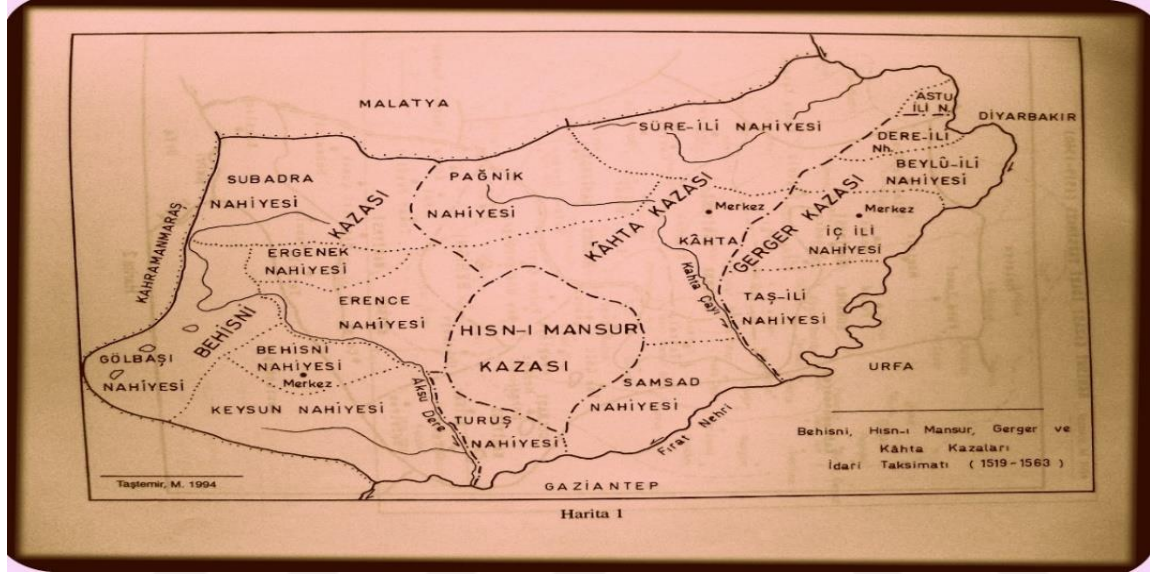 MALATYA
ASTU
İLİ N.
DİYARBAKIR
SÜRE-İLİ NAHİYESİ
DERE-İLİ
Nh.
BEYLÛ-İLİ
NAHİYESİ
SUBADRA
NAHİYESİ
PAĞNİK
NAHİYESİ
KAZASI
KÂHTA KAZASI
Merkez
KÂHTA
GERGER KAZASI
Merkez
İÇ İLİ
NAHİYESİ
KAHRAMANMARAŞ
ERGENEK
NAHİYESİ
Kahta Çayı
ERENCE
NAHİYESİ
TAŞ-İLİ
NAHİYESİ
BEHİSNİ
HISN-I MANSUR
KAZASI
GÖLBAŞI
NAHİYESİ
BEHİSNİ
NAHİYESİ
Merkez
URFA
KEYSUN NAHİYESİ
Aksu Dere
SAMSAD
NAHİYESİ
TURUŞ
NAHİYESİ
Fırat Nehri
Behisni, Hısn-ı Mansur, Gerger ve
Kâhta Kazaları
İdari Taksimatı (1519-1563)
Taştemir, M. 1994
GAZİANTEP
Harita 1